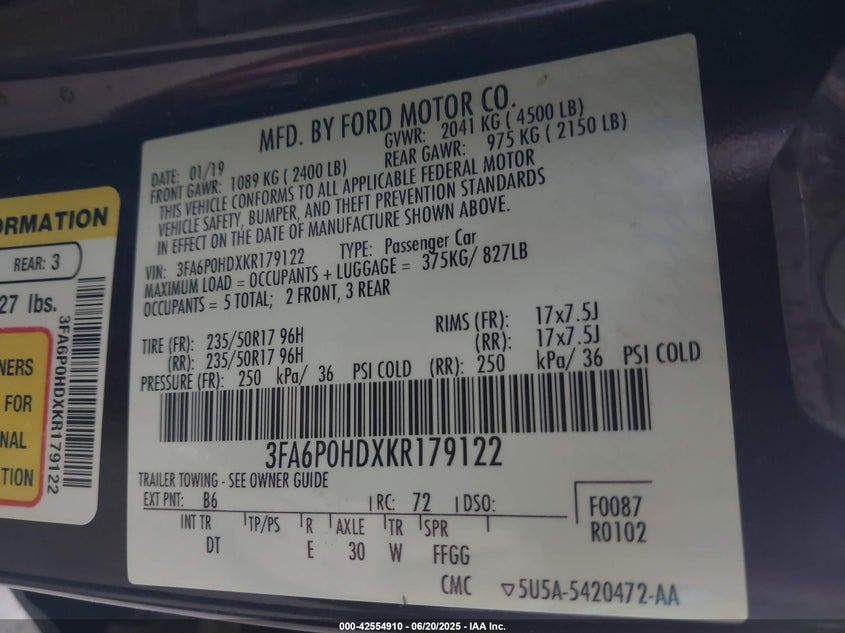 MFD. BY FORD MOTOR CO.
DATE: 01/19
GVWR: 2041 KG ( 4500 LB)
FRONT GAWR: 1089 KG ( 2400 LB)
REAR GAWR: 975 KG ( 2150 LB)
THIS VEHICLE CONFORMS TO ALL APPLICABLE FEDERAL MOTOR
VEHICLE SAFETY, BUMPER, AND THEFT PREVENTION STANDARDS
IN EFFECT ON THE DATE OF MANUFACTURE SHOWN ABOVE.
VIN: 3FA6P0HDXKR179122 TYPE: Passenger Car
MAXIMUM LOAD = OCCUPANTS + LUGGAGE = 375KG/ 827LB
OCCUPANTS = 5 TOTAL; 2 FRONT, 3 REAR
TIRE (FR): 235/50R17 96H RIMS (FR): 17x7.5J
(RR): 235/50R17 96H (RR): 17x7.5J
PRESSURE (FR): 250 kPa/ 36 PSI COLD (RR): 250 kPa/ 36 PSI COLD
3FA6P0HDXKR179122
TRAILER TOWING - SEE OWNER GUIDE
EXT PNT: B6 RC: 72 DSO:
F0087
R0102
INT TR TP/PS R AXLE TR SPR
DT E 30 W FFGG
CMC 5U5A-5420472-AA
ORMATION
REAR: 3
27 lbs.
3FA6P0HDXKR179122
NERS
FOR
NAL
TION
000-42554910 - 06/20/2025 - IAA Inc.